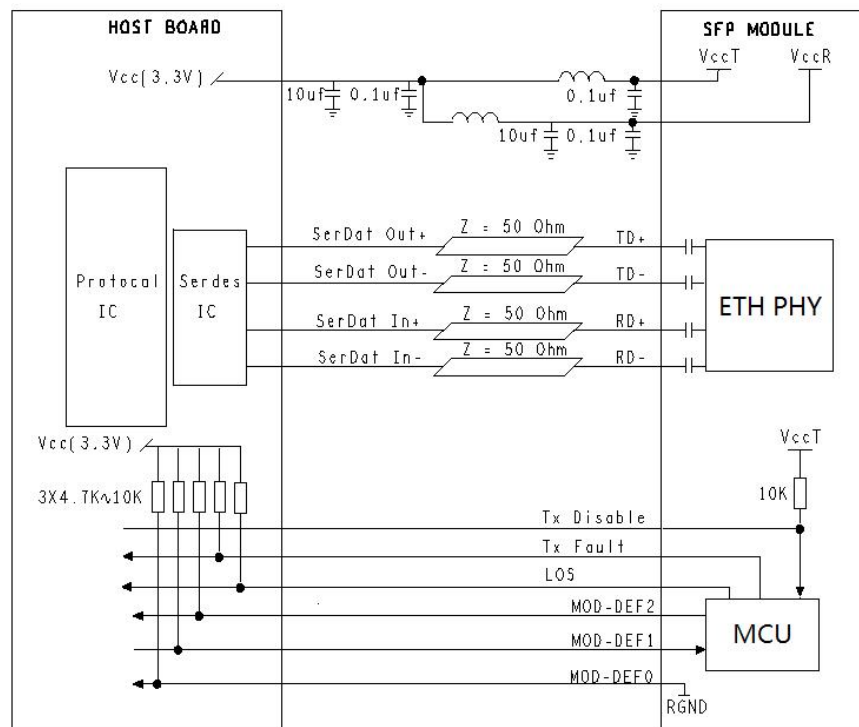 HOST BOARD
SFP MODULE
VccT
VccR
Vcc(3.3V)
10uf
0.1uf
0.1uf
10uf
0.1uf
Z = 50 Ohm
SerDat Out+
TD+
Z = 50 Ohm
SerDat Out-
TD-
Protocal
IC
Serdes
IC
ETH PHY
Z = 50 Ohm
SerDat In+
RD+
Z = 50 Ohm
SerDat In-
RD-
Vcc(3.3V)
VccT
3X4.7K∿10K
10K
Tx Disable
Tx Fault
LOS
MOD-DEF2
MCU
MOD-DEF1
MOD-DEF0
RGND